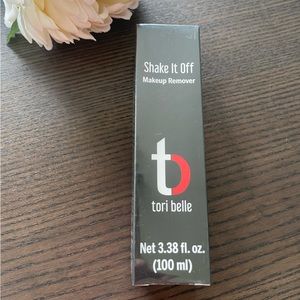 Shake It Off
Makeup Remover
tb
tori belle
Net 3.38 fl. oz.
(100 ml)